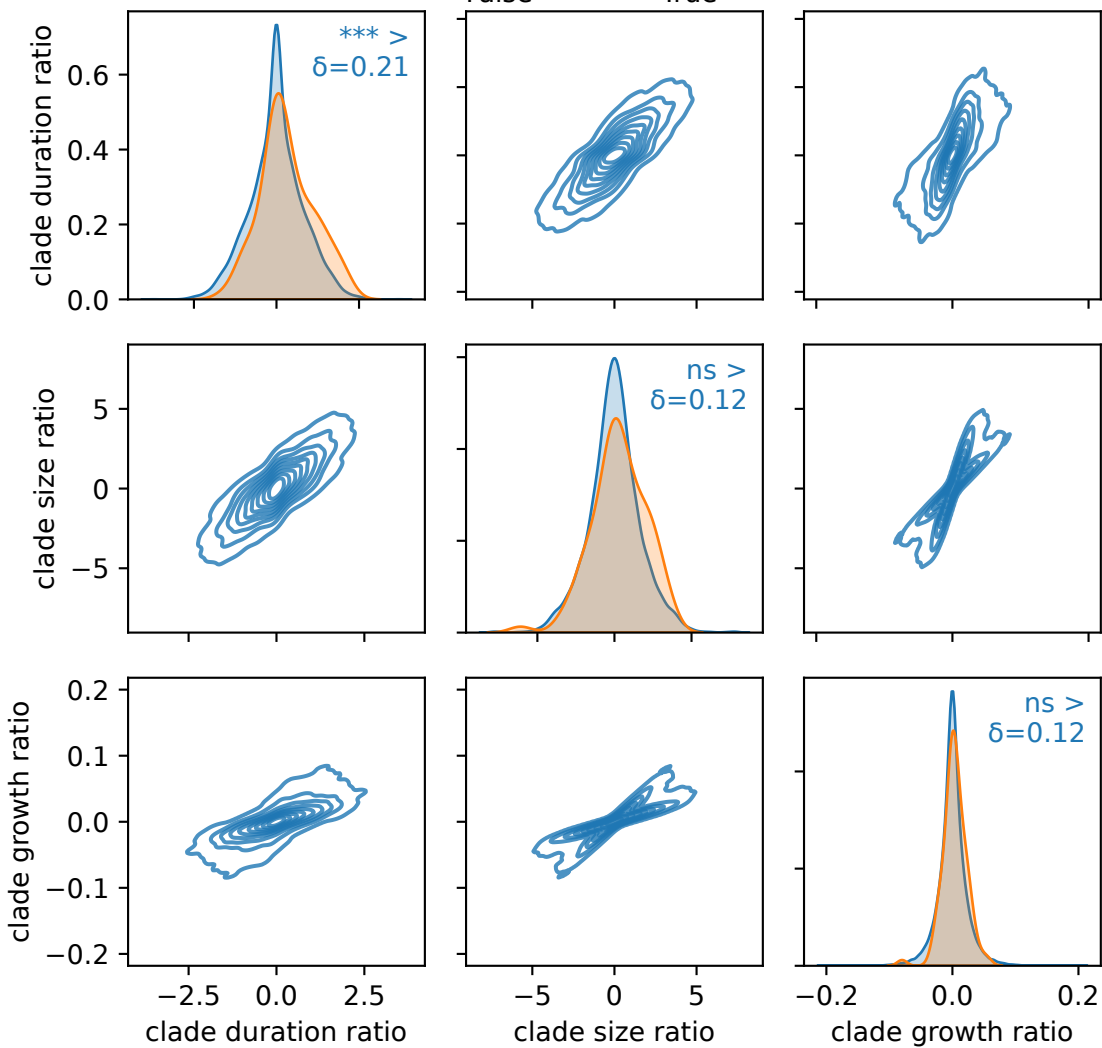 False True
clade duration ratio
0.6
0.4
0.2
0.0
*** >
δ=0.21
clade size ratio
5
0
−5
ns >
δ=0.12
clade growth ratio
0.2
0.1
0.0
−0.1
−0.2
ns >
δ=0.12
−2.5 0.0 2.5
−5 0 5
−0.2 0.0 0.2
clade duration ratio
clade size ratio
clade growth ratio